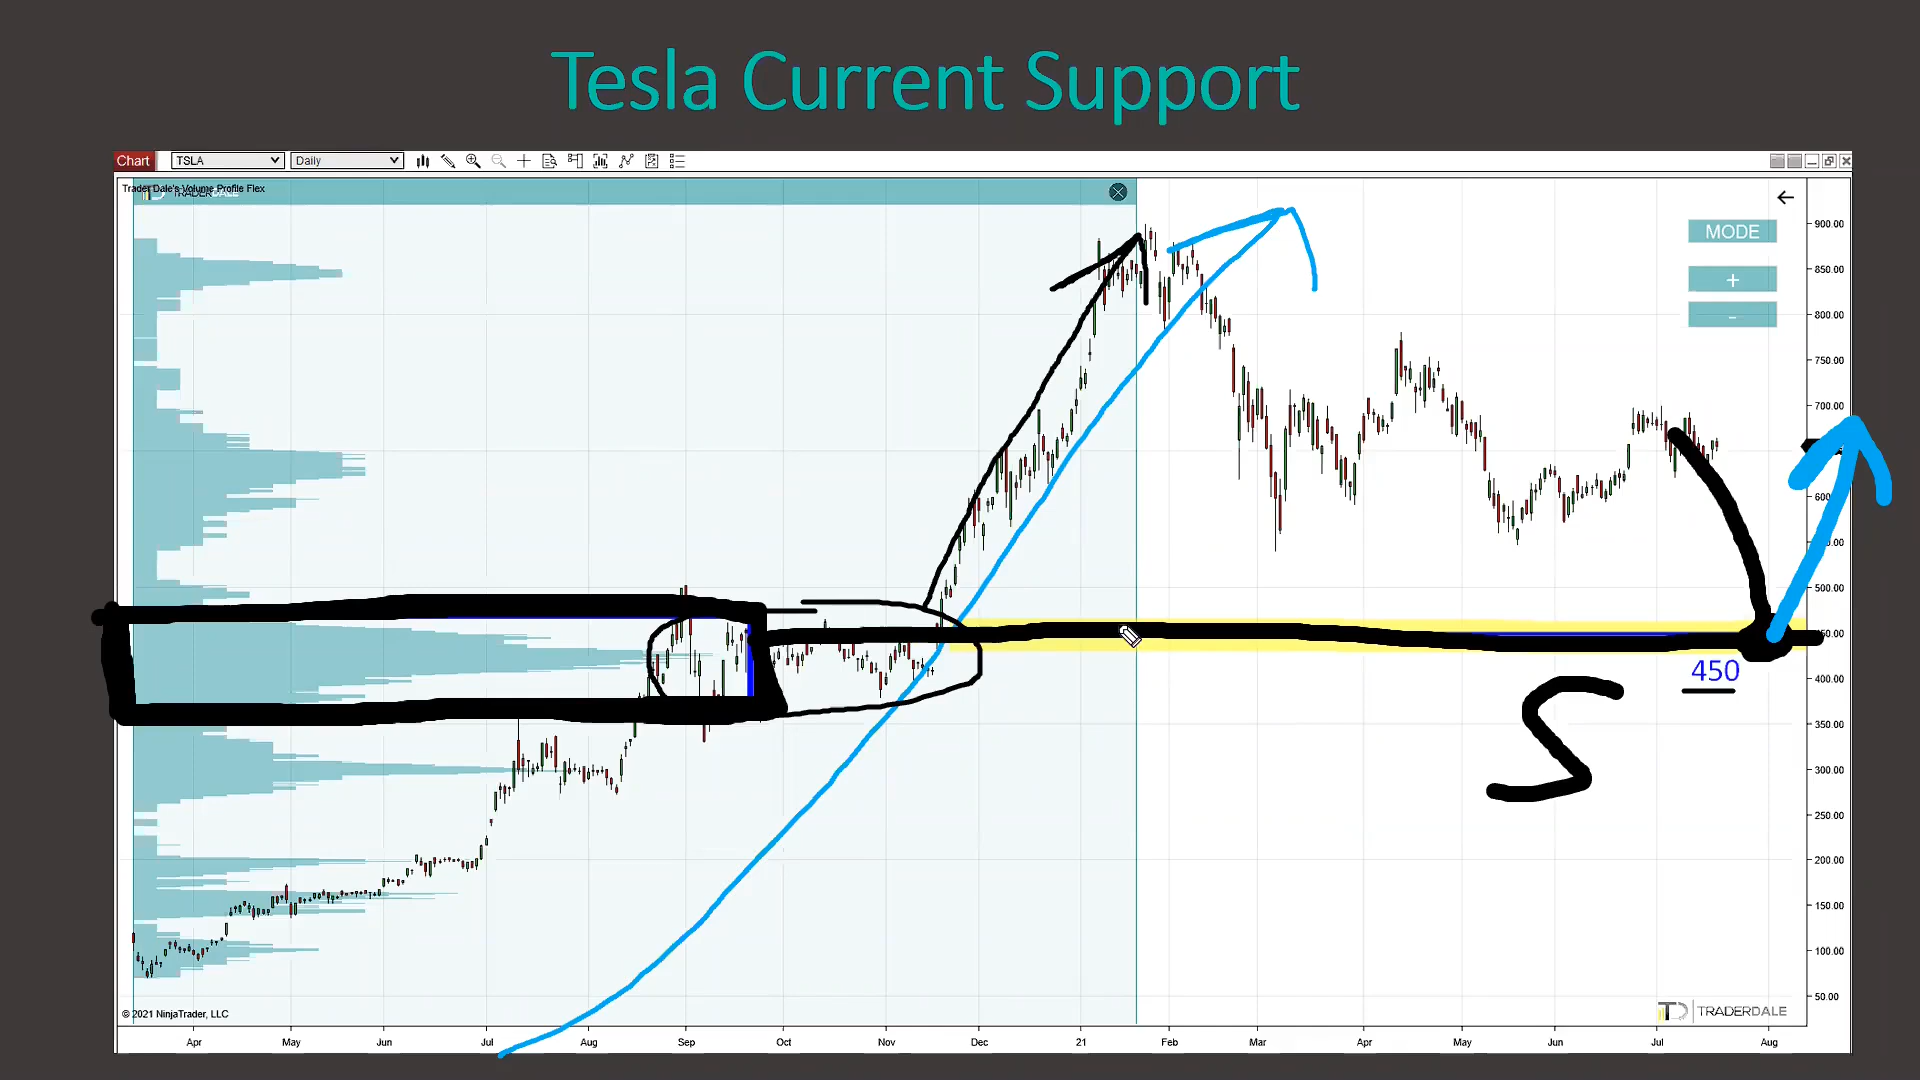 Tesla Current Support
Chart TSLA Daily
Trader Dale's Volume Profile Flex
MODE
+
-
900.00
850.00
800.00
750.00
700.00
500.00
450
400.00
350.00
300.00
250.00
200.00
150.00
100.00
50.00
S
© 2021 NinjaTrader, LLC
TD TRADERDALE
Apr May Jun Jul Aug Sep Oct Nov Dec 21 Feb Mar Apr May Jun Jul Aug